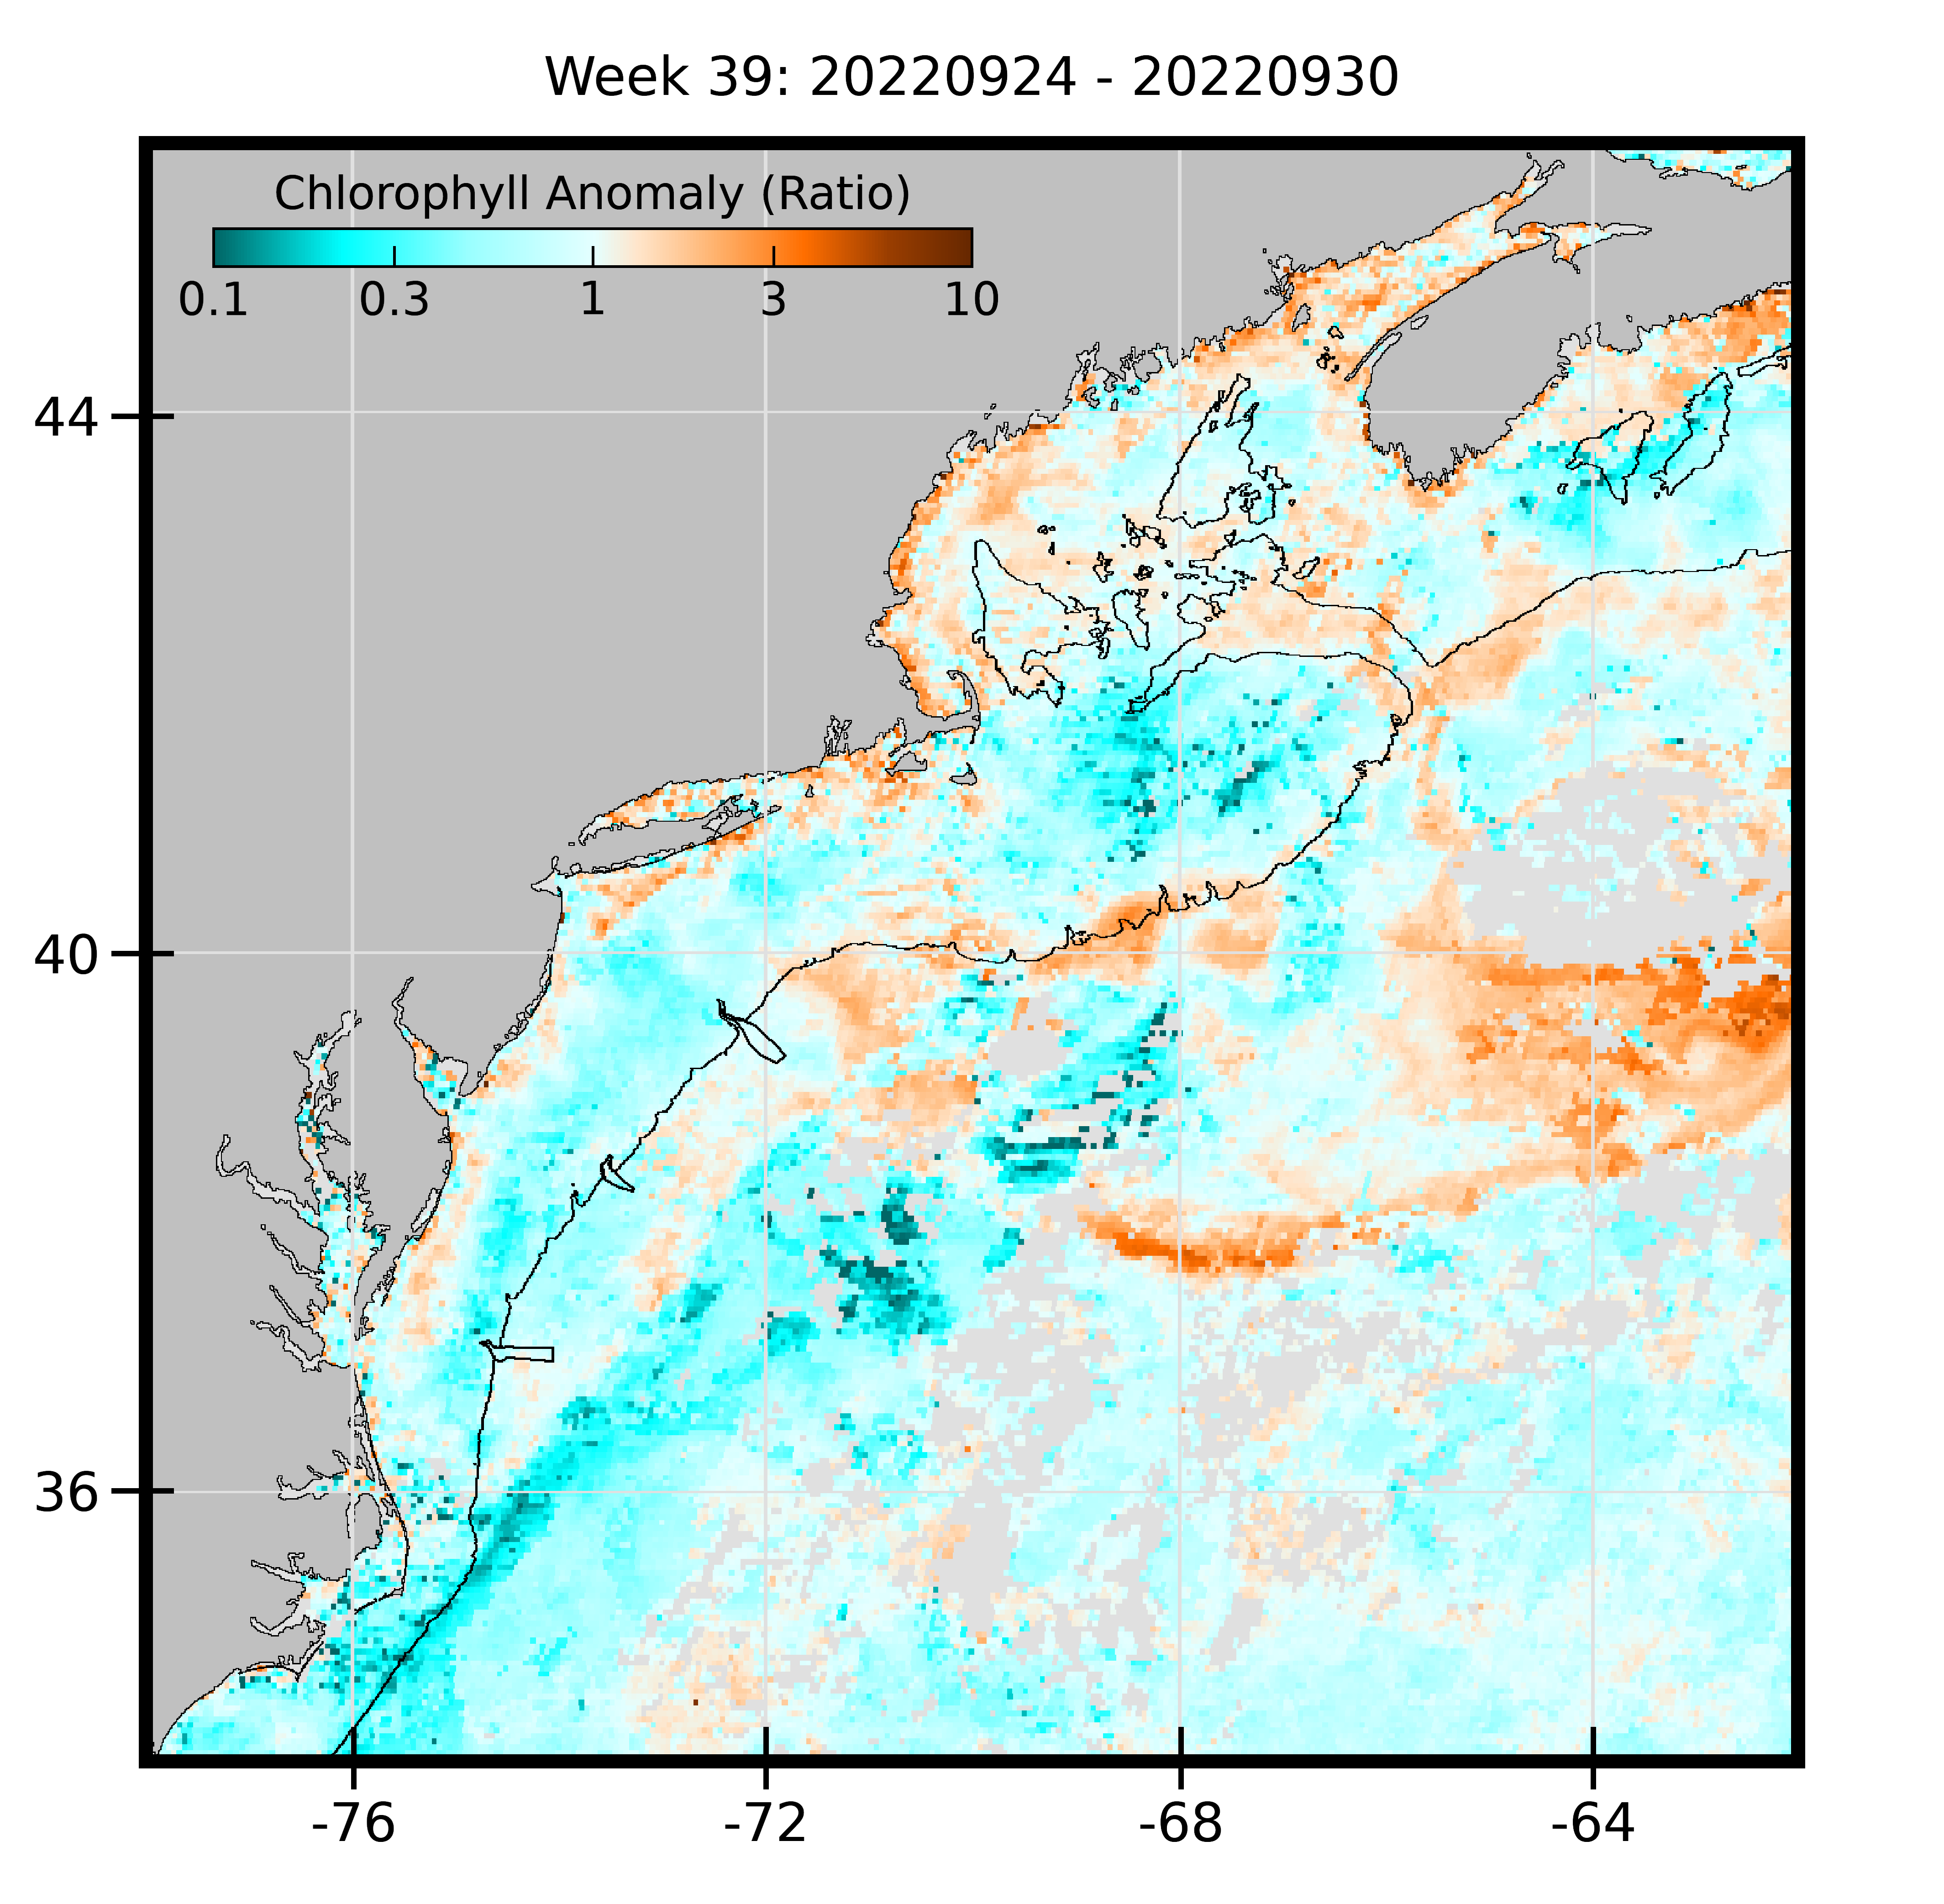 Week 39: 20220924 - 20220930
Chlorophyll Anomaly (Ratio)
0.1 0.3 1 3 10
44
40
36
-76 -72 -68 -64